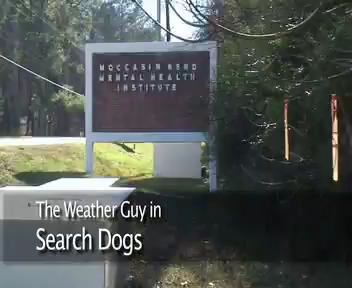 MOCCASIN BEND
MENTAL HEALTH
INSTITUTE
The Weather Guy in
Search Dogs